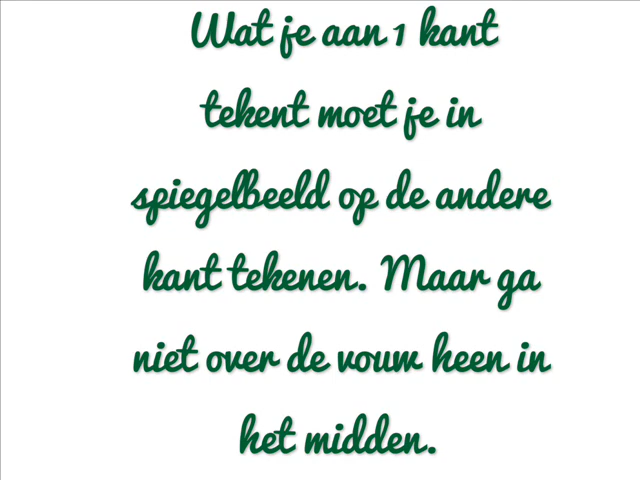 Wat je aan 1 kant
tekent moet je in
spiegelbeeld op de andere
kant tekenen. Maar ga
niet over de vouw heen in
het midden.